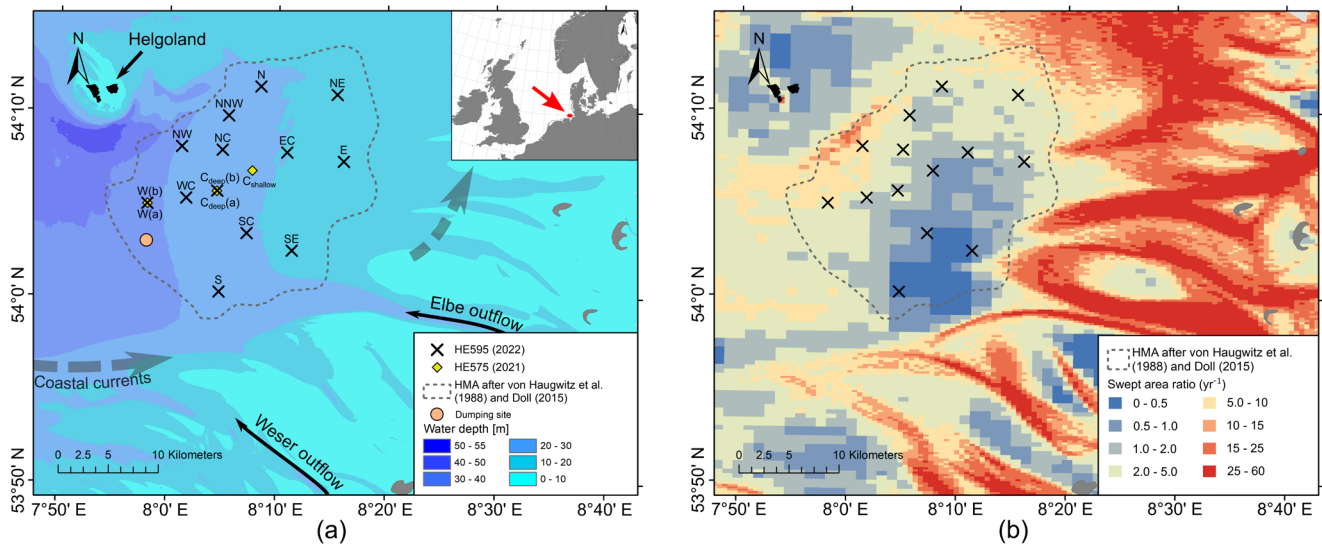 N
Helgoland
N
NE
NNW
NW
NC
EC
E
C_shallow
C_deep(b)
WC
C_deep(a)
W(b)
W(a)
SC
SE
S
Elbe outflow
Coastal currents
Weser outflow
HE595 (2022)
HE575 (2021)
HMA after von Haugwitz et al.
(1988) and Doll (2015)
Dumping site
Water depth [m]
50 - 55
20 - 30
40 - 50
10 - 20
30 - 40
0 - 10
0 2.5 5 10 Kilometers
54°10' N
54°0' N
53°50' N
7°50' E
8°0' E
8°10' E
8°20' E
8°30' E
8°40' E
(a)
N
HMA after von Haugwitz et al.
(1988) and Doll (2015)
Swept area ratio (yr⁻¹)
0 - 0.5
5.0 - 10
0.5 - 1.0
10 - 15
1.0 - 2.0
15 - 25
2.0 - 5.0
25 - 60
0 2.5 5 10 Kilometers
54°10' N
54°0' N
53°50' N
7°50' E
8°0' E
8°10' E
8°20' E
8°30' E
8°40' E
(b)